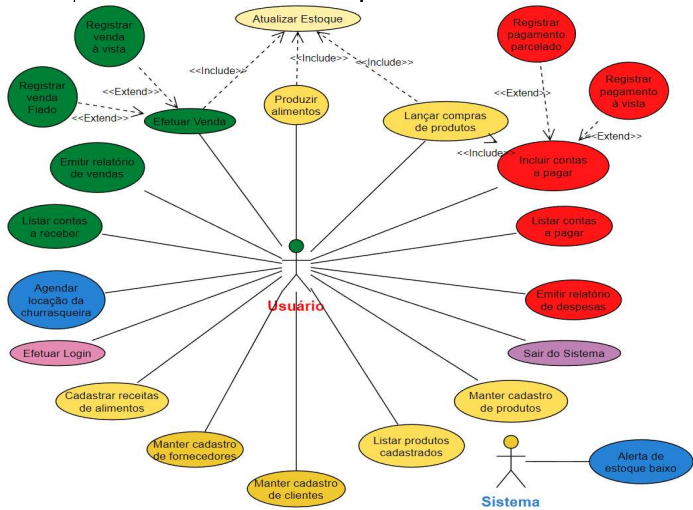 Registrar
venda
à vista
Atualizar Estoque
Registrar
pagamento
parcelado
Registrar
venda
Fiado
<<Include>>
<<Include>>
<<Include>>
Registrar
pagamento
à vista
<<Extend>>
<<Extend>>
Efetuar Venda
Produzir
alimentos
Lançar compras
de produtos
<<Extend>>
<<Extend>>
<<Include>>
Emitir relatório
de vendas
Incluir contas
a pagar
Listar contas
a receber
Listar contas
a pagar
Agendar
locação da
churrasqueira
Usuário
Emitir relatório
de despesas
Efetuar Login
Sair do Sistema
Cadastrar receitas
de alimentos
Manter cadastro
de produtos
Manter cadastro
de fornecedores
Listar produtos
cadastrados
Manter cadastro
de clientes
Alerta de
estoque baixo
Sistema